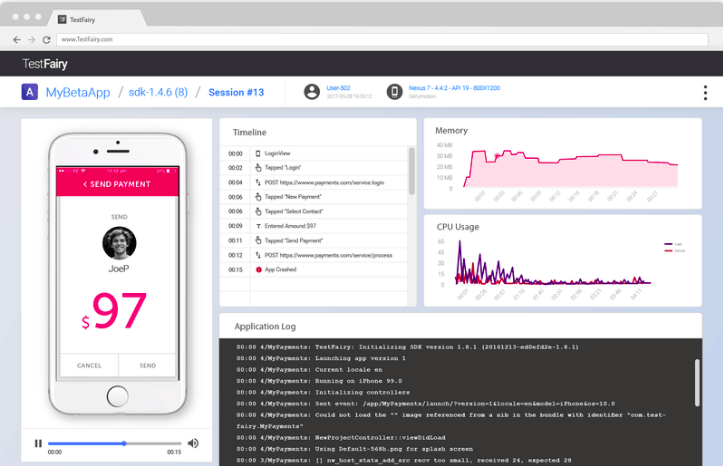 TestFairy
www.TestFairy.com
TestFairy
A MyBetaApp / sdk-1.4.6 (8) / Session #13
User-502
Nexus 7 - 4.4.2 - API 19 - 800X1200
Genymotion
SEND PAYMENT
SEND
JoeP
$97
CANCEL SEND
00:00 00:15
Timeline
00:00 LoginView
00:02 Tapped "Login"
00:04 POST https://www.payments.com/service:login
00:06 Tapped "New Payment"
00:06 Tapped "Select Contact"
00:09 Entered Amound $97
00:11 Tapped "Send Payment"
00:12 POST https://www.payments.com/service/process
00:15 App Crashed
Memory
40 MB
30 MB
20 MB
10 MB
0
CPU Usage
60
45
30
15
0
Application Log
00:00 4/MyPayments: TestFairy: Initializing SDK version 1.8.1 (20161213-ed0efd2e-1.8.1)
00:00 4/MyPayments: Launching app version 1
00:00 4/MyPayments: Current locale en
00:00 4/MyPayments: Running on iPhone 99.0
00:00 4/MyPayments: Initializing controllers
00:00 4/MyPayments: Sent event: /app/MyPayments/launch/?version=1&locale=en&model=iPhone&os=10.0
00:00 4/MyPayments: Could not load the "" image referenced from a nib in the bundle with identifier "com.test-
fairy.MyPayments"
00:00 4/MyPayments: NewProjectController::viewDidLoad
00:00 4/MyPayments: Using Default-568h.png for splash screen
00:00 3/MyPayments: [] nw_host_stats_add_src recv too small, received 24, expected 28